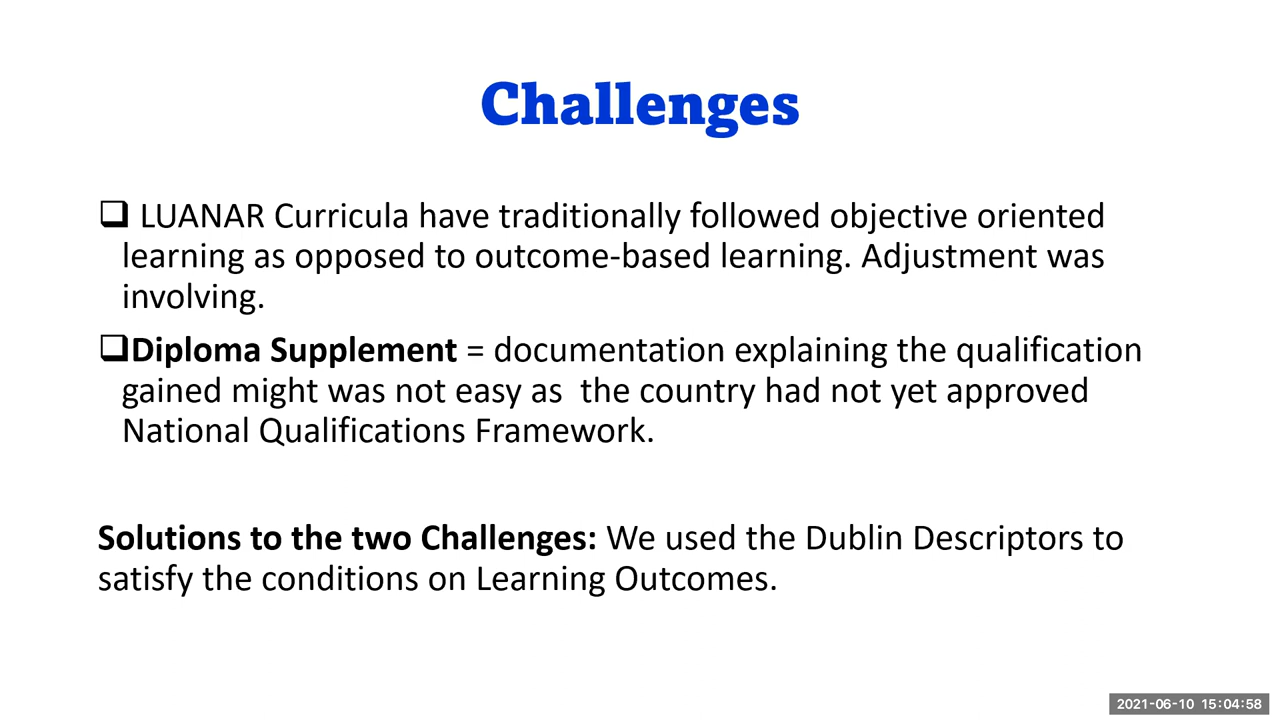 Challenges
❑ LUANAR Curricula have traditionally followed objective oriented
learning as opposed to outcome-based learning. Adjustment was
involving.
❑Diploma Supplement = documentation explaining the qualification
gained might was not easy as  the country had not yet approved
National Qualifications Framework.
Solutions to the two Challenges: We used the Dublin Descriptors to
satisfy the conditions on Learning Outcomes.
2021-06-10 15:04:58